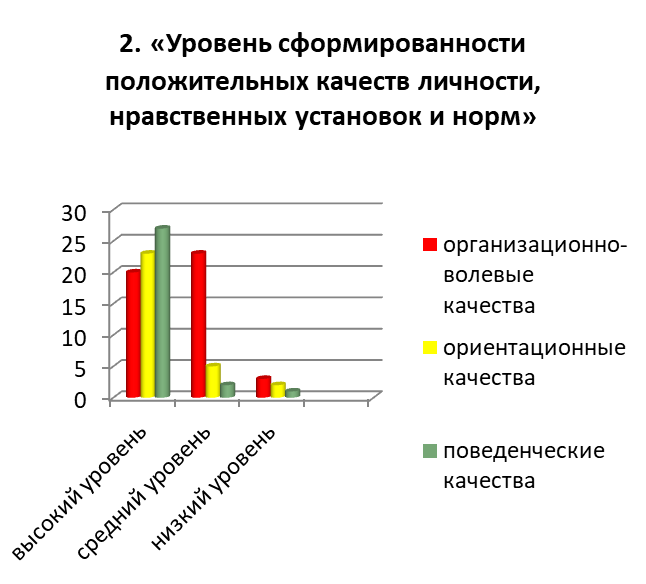 2. «Уровень сформированности
положительных качеств личности,
нравственных установок и норм»
30
25
20
15
10
5
0
высокий уровень
средний уровень
низкий уровень
организационно-
волевые
качества
ориентационные
качества
поведенческие
качества